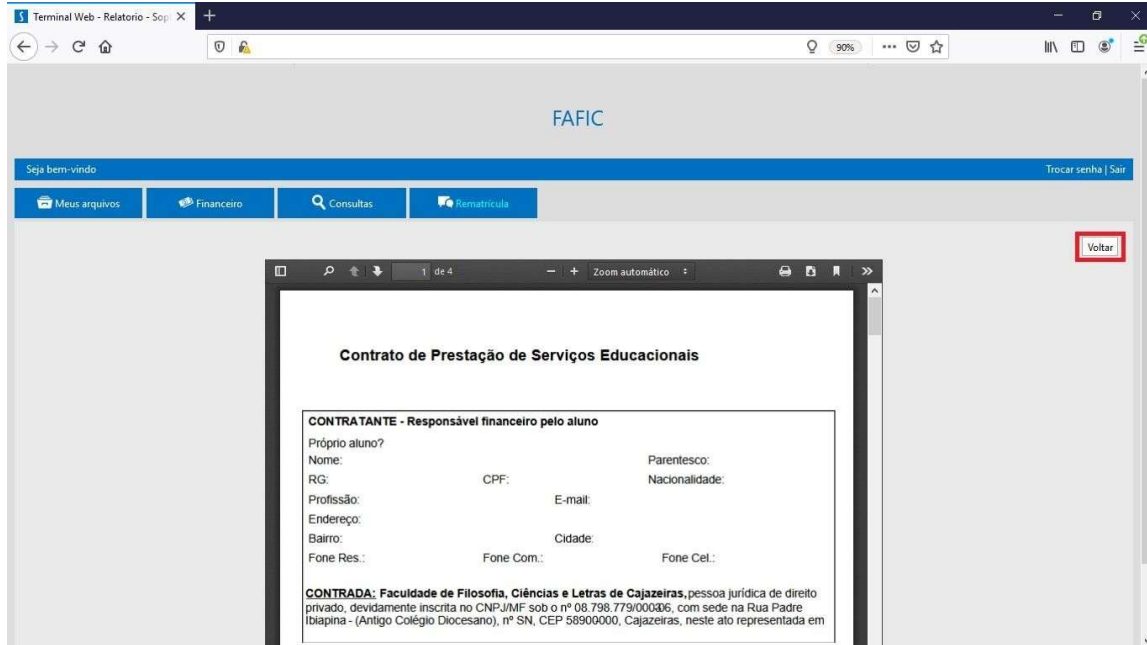 Terminal Web - Relatorio - Sop
90%
FAFIC
Seja bem-vindo
Trocar senha | Sair
Meus arquivos
Financeiro
Consultas
Rematrícula
Voltar
1 de 4
Zoom automático
Contrato de Prestação de Serviços Educacionais
CONTRATANTE - Responsável financeiro pelo aluno
Próprio aluno?
Nome: Parentesco:
RG: CPF: Nacionalidade:
Profissão: E-mail:
Endereço:
Bairro: Cidade:
Fone Res.: Fone Com.: Fone Cel.:
CONTRADA: Faculdade de Filosofia, Ciências e Letras de Cajazeiras, pessoa jurídica de direito
privado, devidamente inscrita no CNPJ/MF sob o nº com sede na Rua Padre
Ibiapina - (Antigo Colégio Diocesano), nº SN, CEP 58900000, Cajazeiras, neste ato representada em